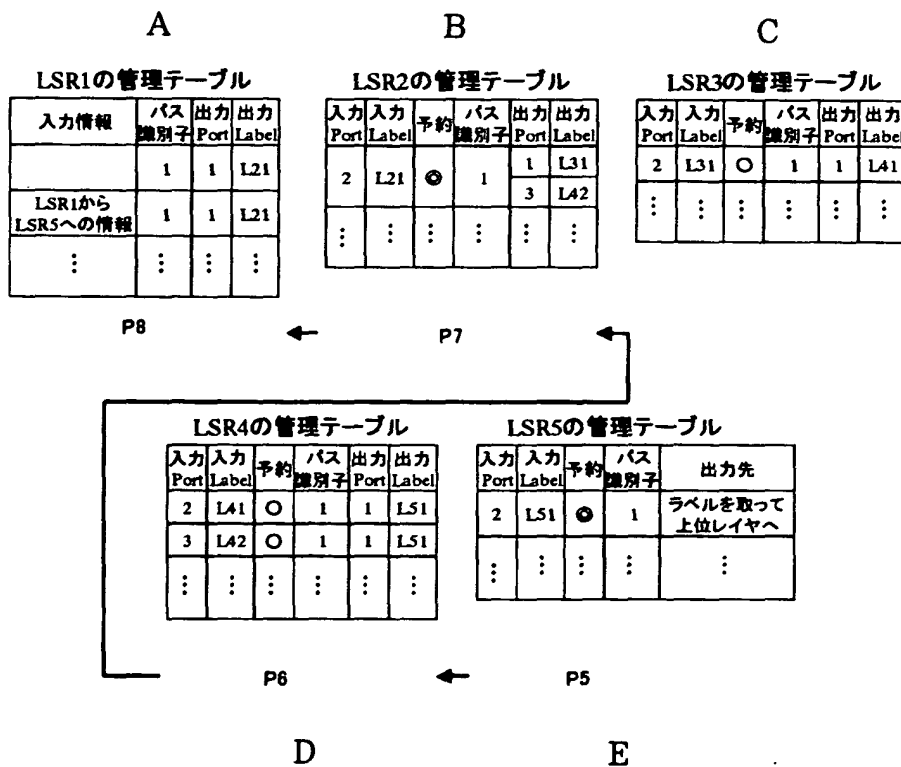 A
B
C
LSR1の管理テーブル
入力情報 パス識別子 出力Port 出力Label
1 1 L21
LSR1からLSR5への情報 1 1 L21
⋮ ⋮ ⋮ ⋮
LSR2の管理テーブル
入力Port 入力Label 予約 パス識別子 出力Port 出力Label
2 L21 ◎ 1 1 L31
3 L42
⋮ ⋮ ⋮ ⋮ ⋮ ⋮
LSR3の管理テーブル
入力Port 入力Label 予約 パス識別子 出力Port 出力Label
2 L31 ○ 1 1 L41
⋮ ⋮ ⋮ ⋮ ⋮ ⋮
P8
P7
LSR4の管理テーブル
入力Port 入力Label 予約 パス識別子 出力Port 出力Label
2 L41 ○ 1 1 L51
3 L42 ○ 1 1 L51
⋮ ⋮ ⋮ ⋮ ⋮ ⋮
LSR5の管理テーブル
入力Port 入力Label 予約 パス識別子 出力先
2 L51 ◎ 1 ラベルを取って上位レイヤへ
⋮ ⋮ ⋮ ⋮ ⋮
P6
P5
D
E